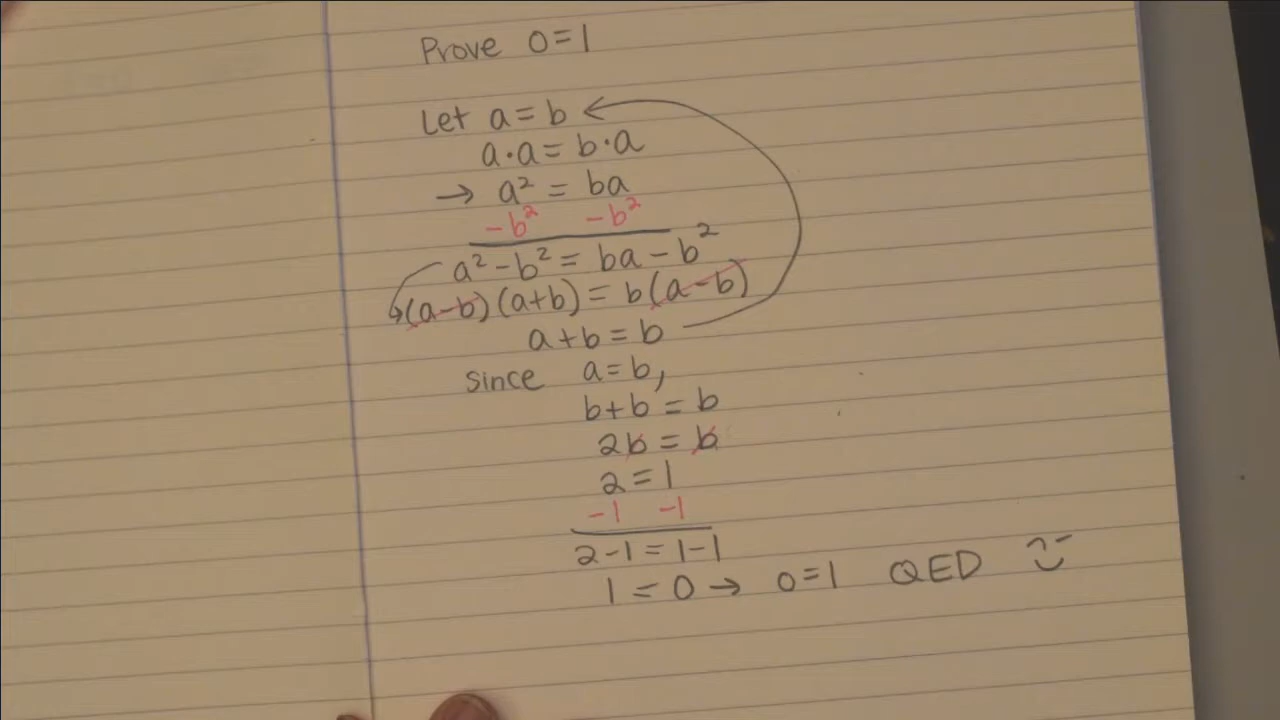 Prove 0=1
Let a=b
a·a=b·a
→ a² = ba
-b² -b²
a²-b² = ba-b²
(a-b)(a+b) = b(a-b)
a+b=b
since a=b,
b+b=b
2b=b
2=1
-1 -1
2-1=1-1
1=0 → 0=1 QED